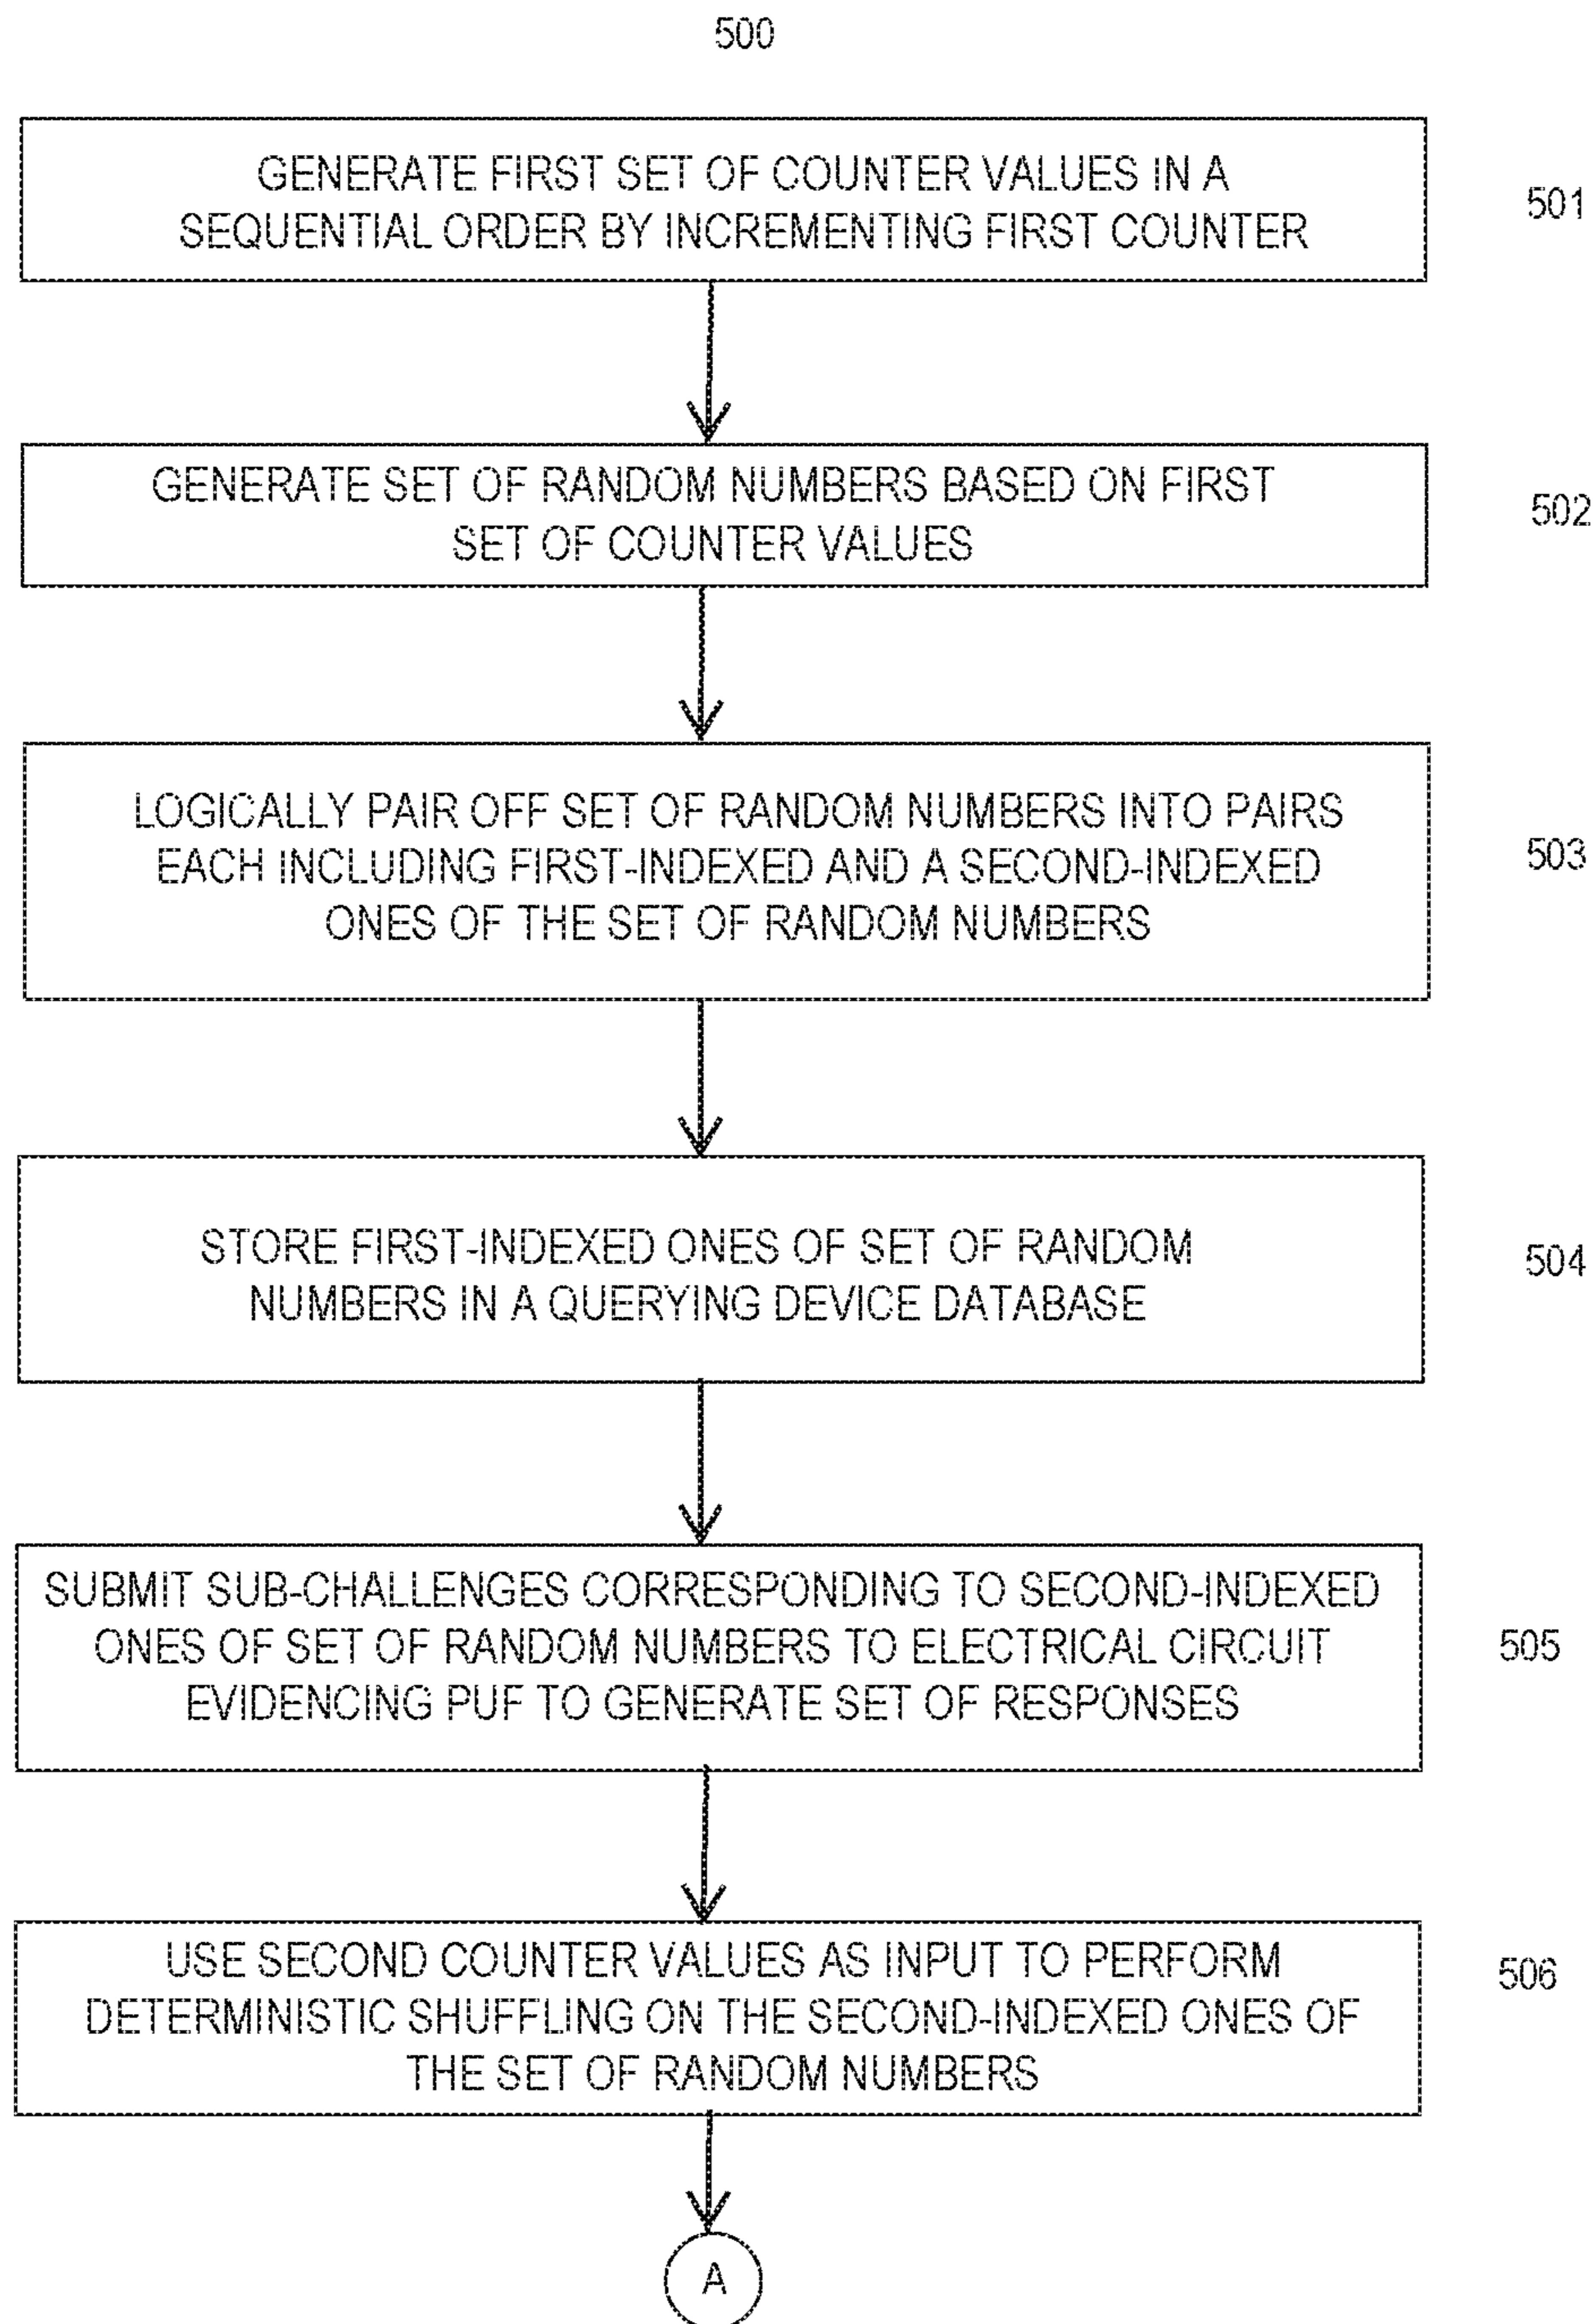 500
GENERATE FIRST SET OF COUNTER VALUES IN A
SEQUENTIAL ORDER BY INCREMENTING FIRST COUNTER
501
GENERATE SET OF RANDOM NUMBERS BASED ON FIRST
SET OF COUNTER VALUES
502
LOGICALLY PAIR OFF SET OF RANDOM NUMBERS INTO PAIRS
EACH INCLUDING FIRST-INDEXED AND A SECOND-INDEXED
ONES OF THE SET OF RANDOM NUMBERS
503
STORE FIRST-INDEXED ONES OF SET OF RANDOM
NUMBERS IN A QUERYING DEVICE DATABASE
504
SUBMIT SUB-CHALLENGES CORRESPONDING TO SECOND-INDEXED
ONES OF SET OF RANDOM NUMBERS TO ELECTRICAL CIRCUIT
EVIDENCING PUF TO GENERATE SET OF RESPONSES
505
USE SECOND COUNTER VALUES AS INPUT TO PERFORM
DETERMINISTIC SHUFFLING ON THE SECOND-INDEXED ONES OF
THE SET OF RANDOM NUMBERS
506
A